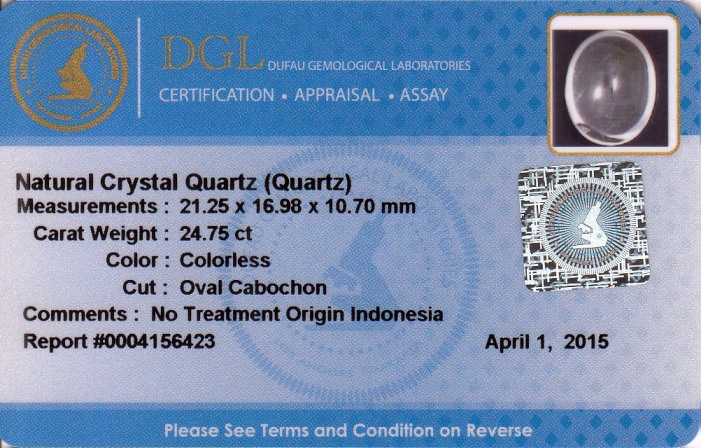 DUFAU GEMOLOGICAL LABORATORIES
DGL DUFAU GEMOLOGICAL LABORATORIES
CERTIFICATION • APPRAISAL • ASSAY
Natural Crystal Quartz (Quartz)
Measurements : 21.25 x 16.98 x 10.70 mm
Carat Weight : 24.75 ct
Color : Colorless
Cut : Oval Cabochon
Comments : No Treatment Origin Indonesia
Report #0004156423 April 1, 2015
Please See Terms and Condition on Reverse